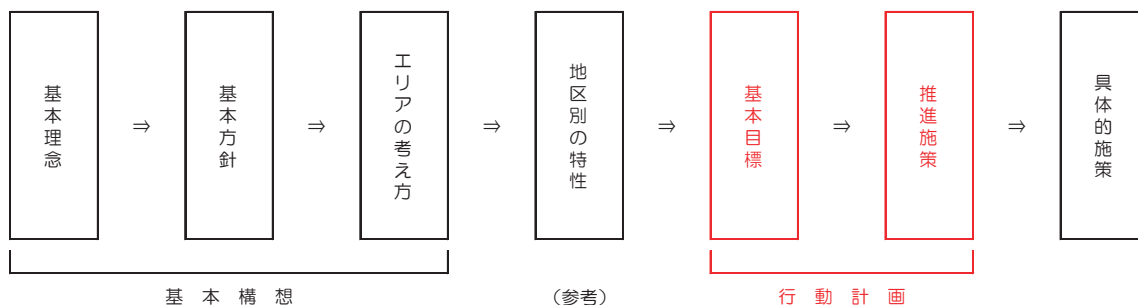 基本理念
⇒
基本方針
⇒
エリアの考え方
⇒
地区別の特性
⇒
基本目標
⇒
推進施策
⇒
具体的施策
基本構想
（参考）
行動計画